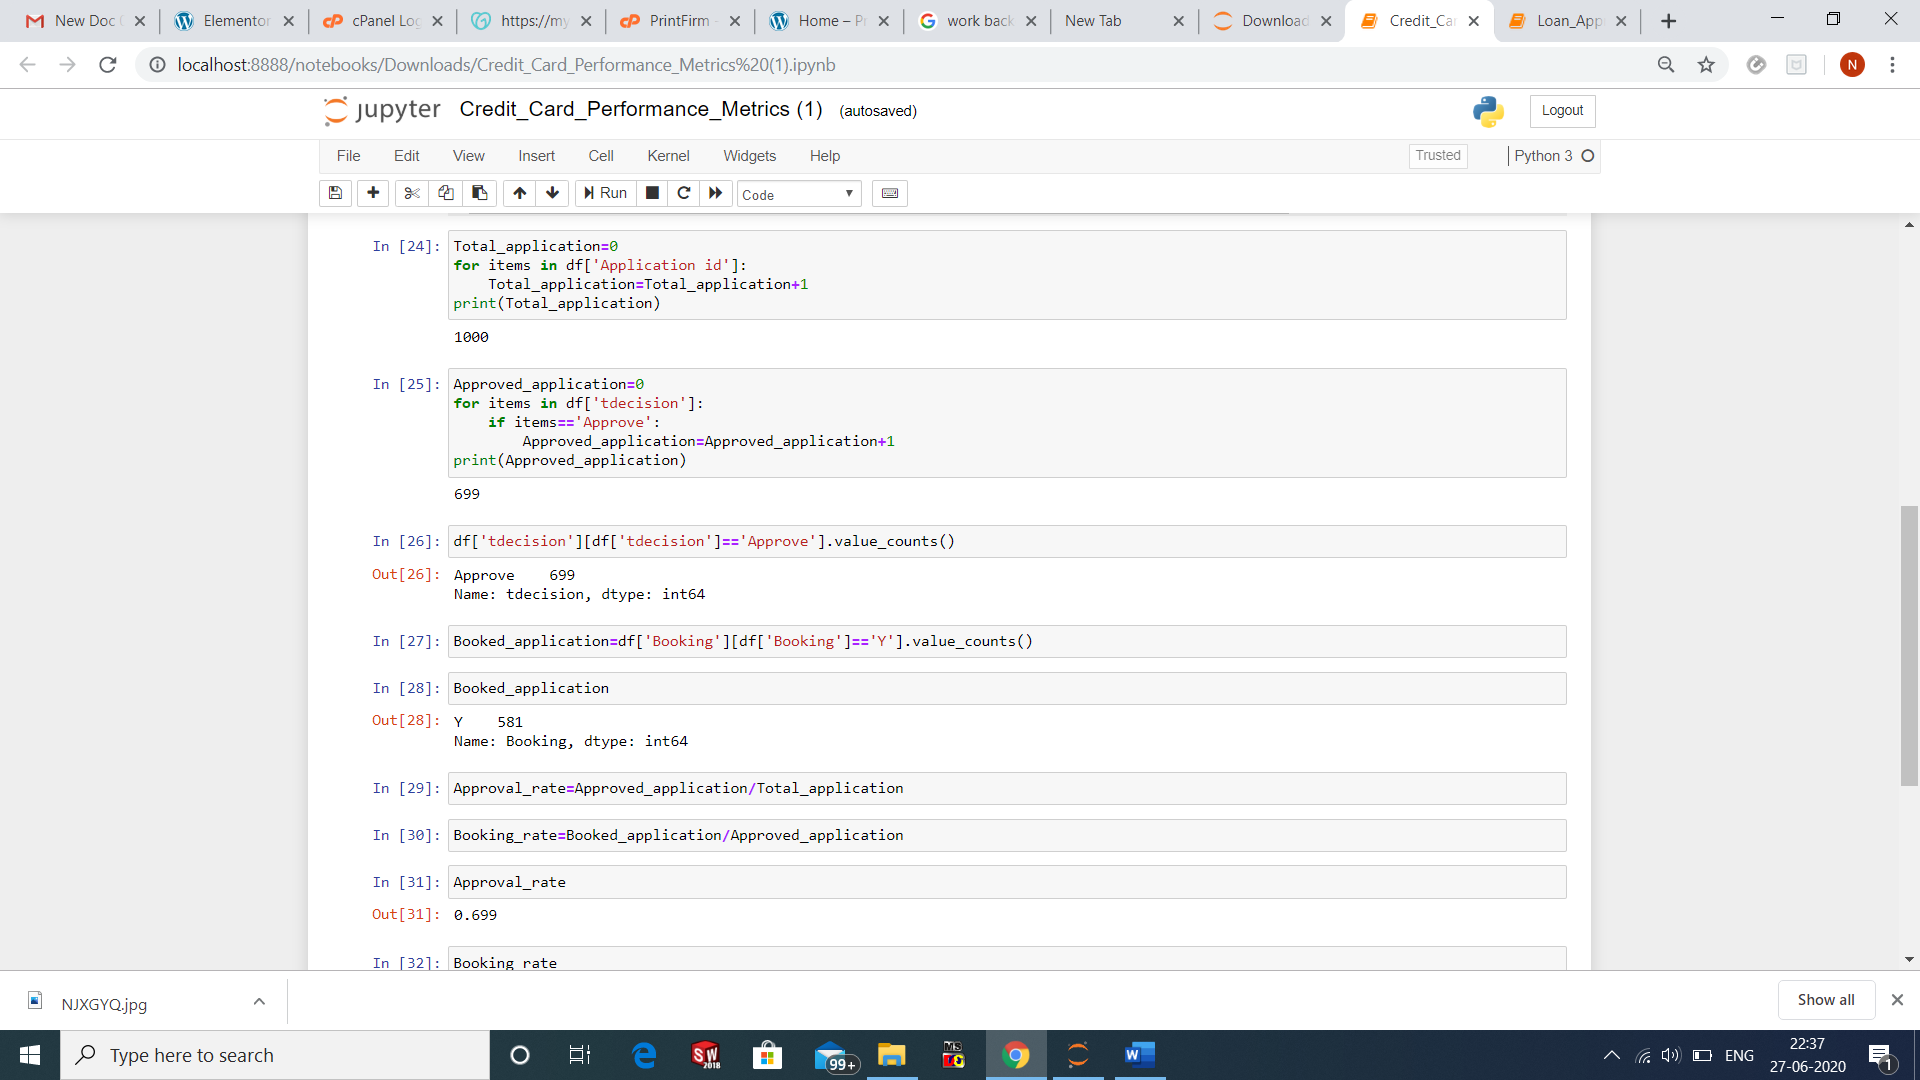 New Doc
Elementor
cPanel Log
https://my
PrintFirm
Home – Pr
work back
New Tab
Download
Credit_Car
Loan_App
localhost:8888/notebooks/Downloads/Credit_Card_Performance_Metrics%20(1).ipynb
N
jupyter Credit_Card_Performance_Metrics (1) (autosaved)
Logout
File Edit View Insert Cell Kernel Widgets Help
Trusted
Python 3
Run
Code
In [24]: Total_application=0
for items in df['Application id']:
    Total_application=Total_application+1
print(Total_application)
1000
In [25]: Approved_application=0
for items in df['tdecision']:
    if items=='Approve':
        Approved_application=Approved_application+1
print(Approved_application)
699
In [26]: df['tdecision'][df['tdecision']=='Approve'].value_counts()
Out[26]: Approve    699
Name: tdecision, dtype: int64
In [27]: Booked_application=df['Booking'][df['Booking']=='Y'].value_counts()
In [28]: Booked_application
Out[28]: Y    581
Name: Booking, dtype: int64
In [29]: Approval_rate=Approved_application/Total_application
In [30]: Booking_rate=Booked_application/Approved_application
In [31]: Approval_rate
Out[31]: 0.699
In [32]: Booking_rate
NJXGYQ.jpg
Show all
Type here to search
SW
2018
99+
MS
ENG
22:37
27-06-2020
1